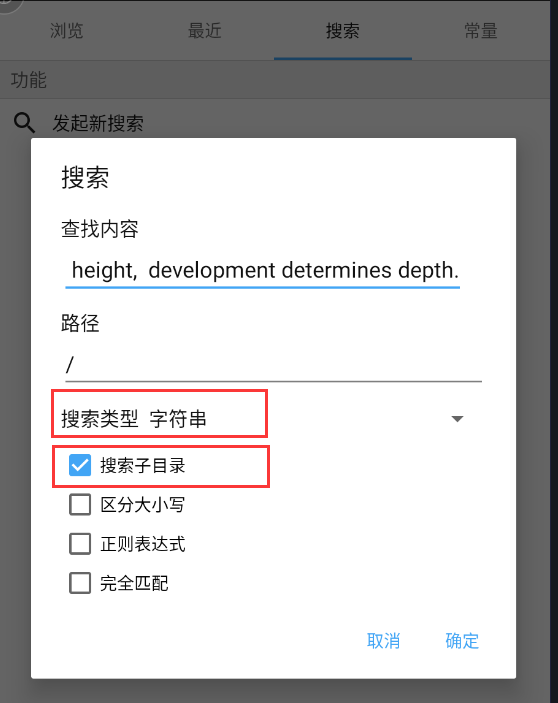 浏览 最近 搜索 常量
功能
发起新搜索
搜索
查找内容
height, development determines depth.
路径
/
搜索类型 字符串
搜索子目录
区分大小写
正则表达式
完全匹配
取消 确定